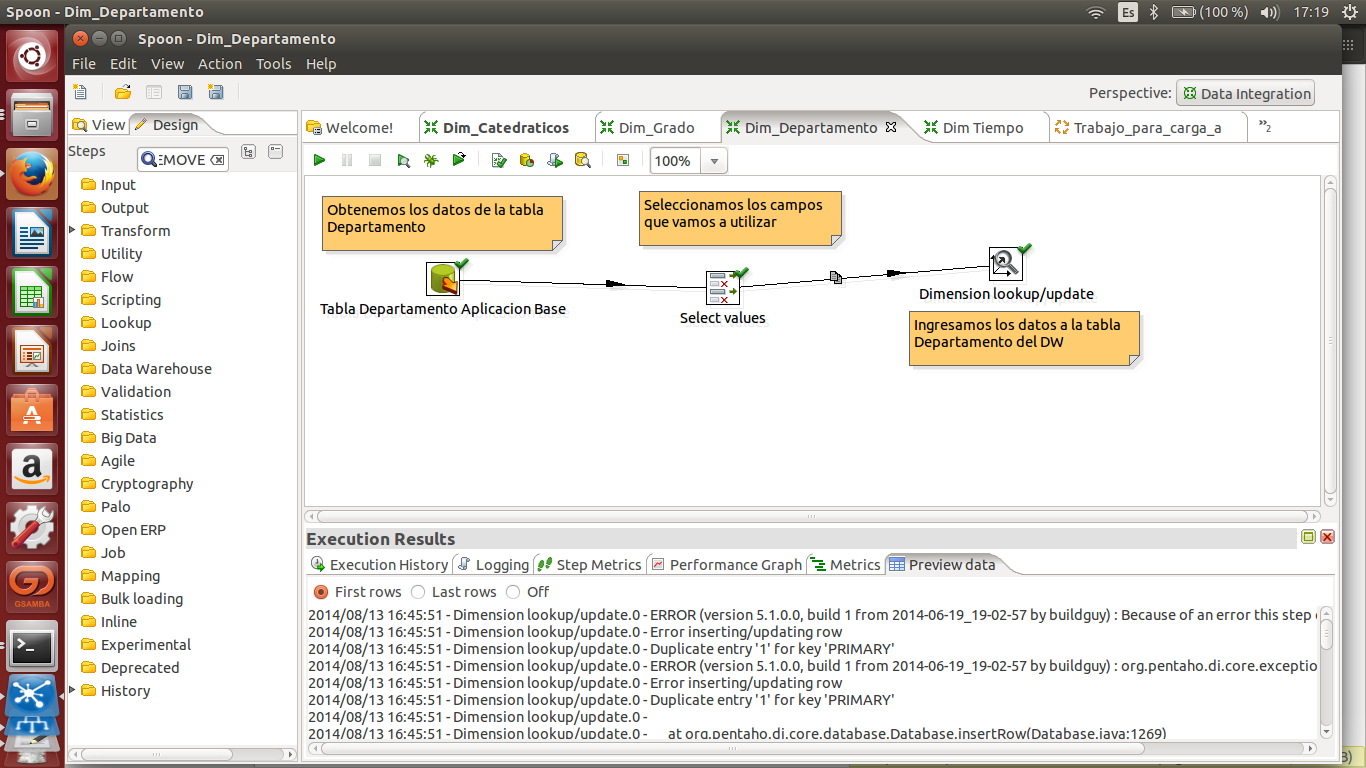 Spoon - Dim_Departamento
Es
(100 %)
17:19
Spoon - Dim_Departamento
File Edit View Action Tools Help
Perspective: Data Integration
View Design
Steps
EMOVE
Input
Output
Transform
Utility
Flow
Scripting
Lookup
Joins
Data Warehouse
Validation
Statistics
Big Data
Agile
Cryptography
Palo
Open ERP
Job
Mapping
Bulk loading
Inline
Experimental
Deprecated
History
Welcome! Dim_Catedraticos Dim_Grado Dim_Departamento Dim Tiempo Trabajo_para_carga_a »2
100%
Obtenemos los datos de la tabla
Departamento
Seleccionamos los campos
que vamos a utilizar
Tabla Departamento Aplicacion Base
Select values
Dimension lookup/update
Ingresamos los datos a la tabla
Departamento del DW
Execution Results
Execution History Logging Step Metrics Performance Graph Metrics Preview data
First rows Last rows Off
2014/08/13 16:45:51 - Dimension lookup/update.0 - ERROR (version 5.1.0.0, build 1 from 2014-06-19_19-02-57 by buildguy) : Because of an error this step
2014/08/13 16:45:51 - Dimension lookup/update.0 - Error inserting/updating row
2014/08/13 16:45:51 - Dimension lookup/update.0 - Duplicate entry '1' for key 'PRIMARY'
2014/08/13 16:45:51 - Dimension lookup/update.0 - ERROR (version 5.1.0.0, build 1 from 2014-06-19_19-02-57 by buildguy) : org.pentaho.di.core.exceptio
2014/08/13 16:45:51 - Dimension lookup/update.0 - Error inserting/updating row
2014/08/13 16:45:51 - Dimension lookup/update.0 - Duplicate entry '1' for key 'PRIMARY'
2014/08/13 16:45:51 - Dimension lookup/update.0 -
2014/08/13 16:45:51 - Dimension lookup/update.0 - at org.pentaho.di.core.database.Database.insertRow(Database.java:1269)
GSAMBA